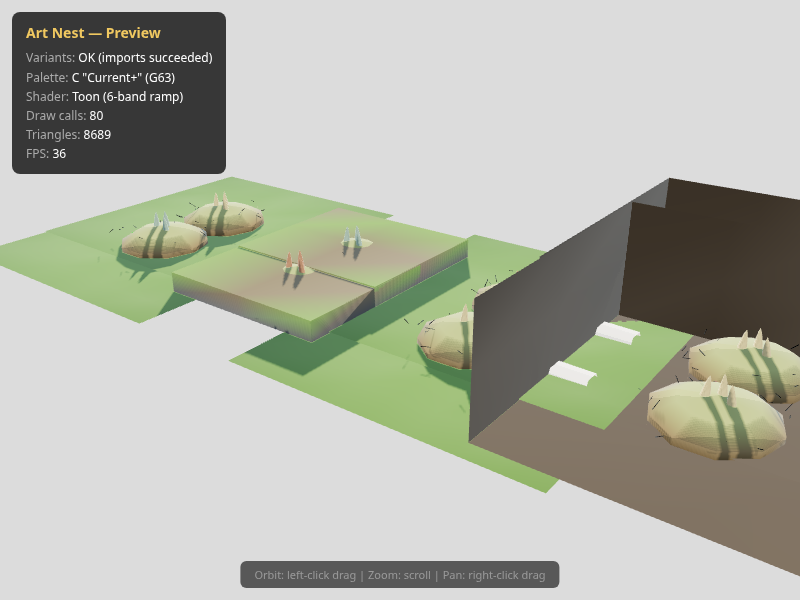 Art Nest — Preview
Variants: OK (imports succeeded)
Palette: C "Current+" (G63)
Shader: Toon (6-band ramp)
Draw calls: 80
Triangles: 8689
FPS: 36
Orbit: left-click drag | Zoom: scroll | Pan: right-click drag